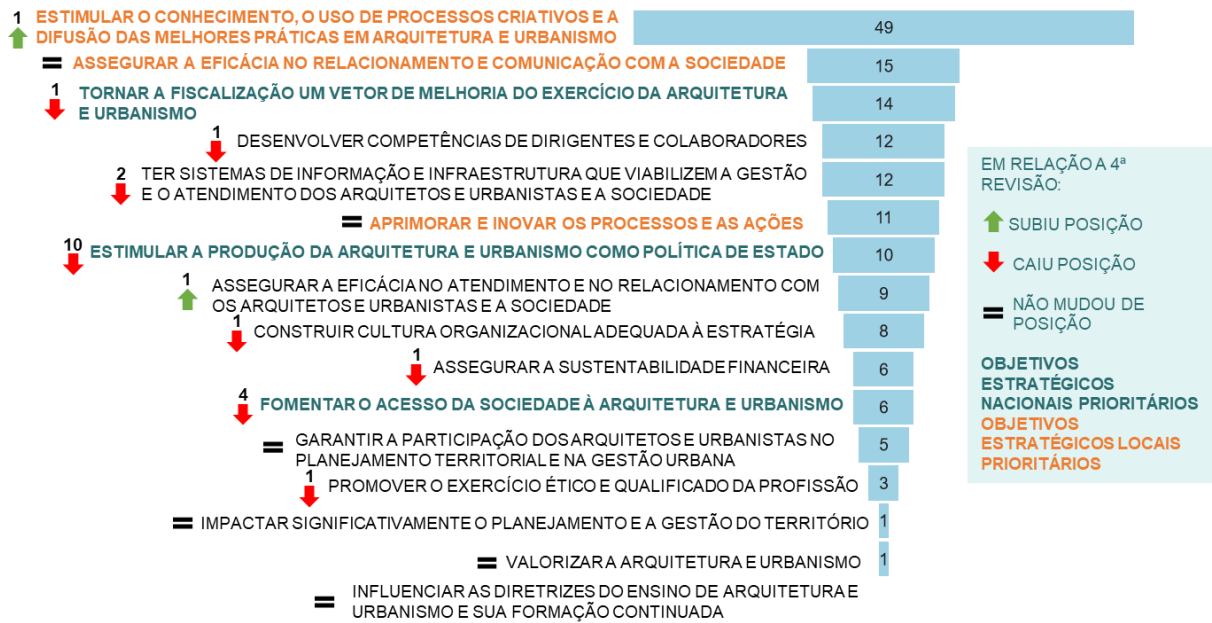 1
ESTIMULAR O CONHECIMENTO, O USO DE PROCESSOS CRIATIVOS E A
DIFUSÃO DAS MELHORES PRÁTICAS EM ARQUITETURA E URBANISMO
49
= ASSEGURAR A EFICÁCIA NO RELACIONAMENTO E COMUNICAÇÃO COM A SOCIEDADE
15
1
TORNAR A FISCALIZAÇÃO UM VETOR DE MELHORIA DO EXERCÍCIO DA ARQUITETURA
E URBANISMO
14
1
DESENVOLVER COMPETÊNCIAS DE DIRIGENTES E COLABORADORES
12
2
TER SISTEMAS DE INFORMAÇÃO E INFRAESTRUTURA QUE VIABILIZEM A GESTÃO
E O ATENDIMENTO DOS ARQUITETOS E URBANISTAS E A SOCIEDADE
12
= APRIMORAR E INOVAR OS PROCESSOS E AS AÇÕES
11
10
ESTIMULAR A PRODUÇÃO DA ARQUITETURA E URBANISMO COMO POLÍTICA DE ESTADO
10
1
ASSEGURAR A EFICÁCIA NO ATENDIMENTO E NO RELACIONAMENTO COM
OS ARQUITETOS E URBANISTAS E A SOCIEDADE
9
1
CONSTRUIR CULTURA ORGANIZACIONAL ADEQUADA À ESTRATÉGIA
8
1
ASSEGURAR A SUSTENTABILIDADE FINANCEIRA
6
4
FOMENTAR O ACESSO DA SOCIEDADE À ARQUITETURA E URBANISMO
6
= GARANTIR A PARTICIPAÇÃO DOS ARQUITETOS E URBANISTAS NO
PLANEJAMENTO TERRITORIAL E NA GESTÃO URBANA
5
1
PROMOVER O EXERCÍCIO ÉTICO E QUALIFICADO DA PROFISSÃO
3
= IMPACTAR SIGNIFICATIVAMENTE O PLANEJAMENTO E A GESTÃO DO TERRITÓRIO
1
= VALORIZAR A ARQUITETURA E URBANISMO
1
= INFLUENCIAR AS DIRETRIZES DO ENSINO DE ARQUITETURA E
URBANISMO E SUA FORMAÇÃO CONTINUADA
EM RELAÇÃO A 4ª
REVISÃO:
SUBIU POSIÇÃO
CAIU POSIÇÃO
= NÃO MUDOU DE
POSIÇÃO
OBJETIVOS
ESTRATÉGICOS
NACIONAIS PRIORITÁRIOS
OBJETIVOS
ESTRATÉGICOS LOCAIS
PRIORITÁRIOS